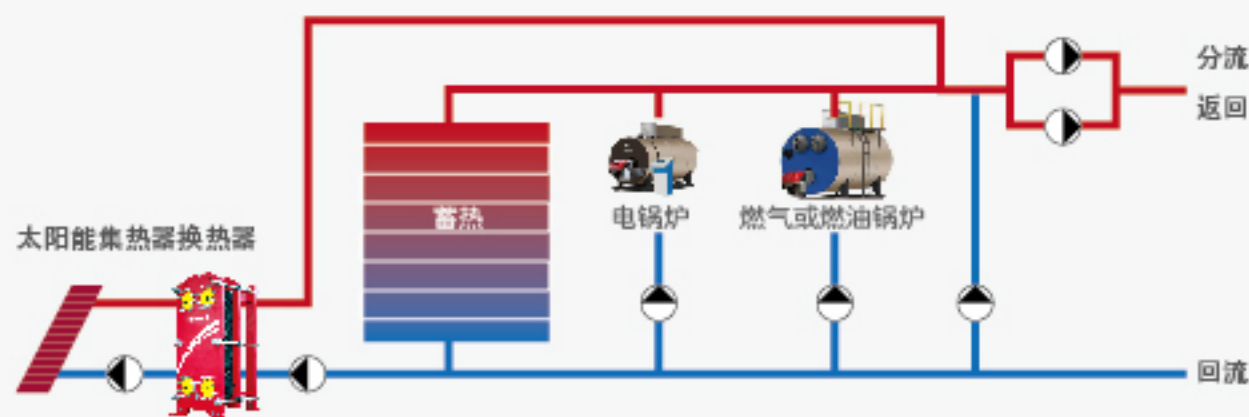 分流
返回
蓄热
电锅炉
燃气或燃油锅炉
太阳能集热器换热器
回流